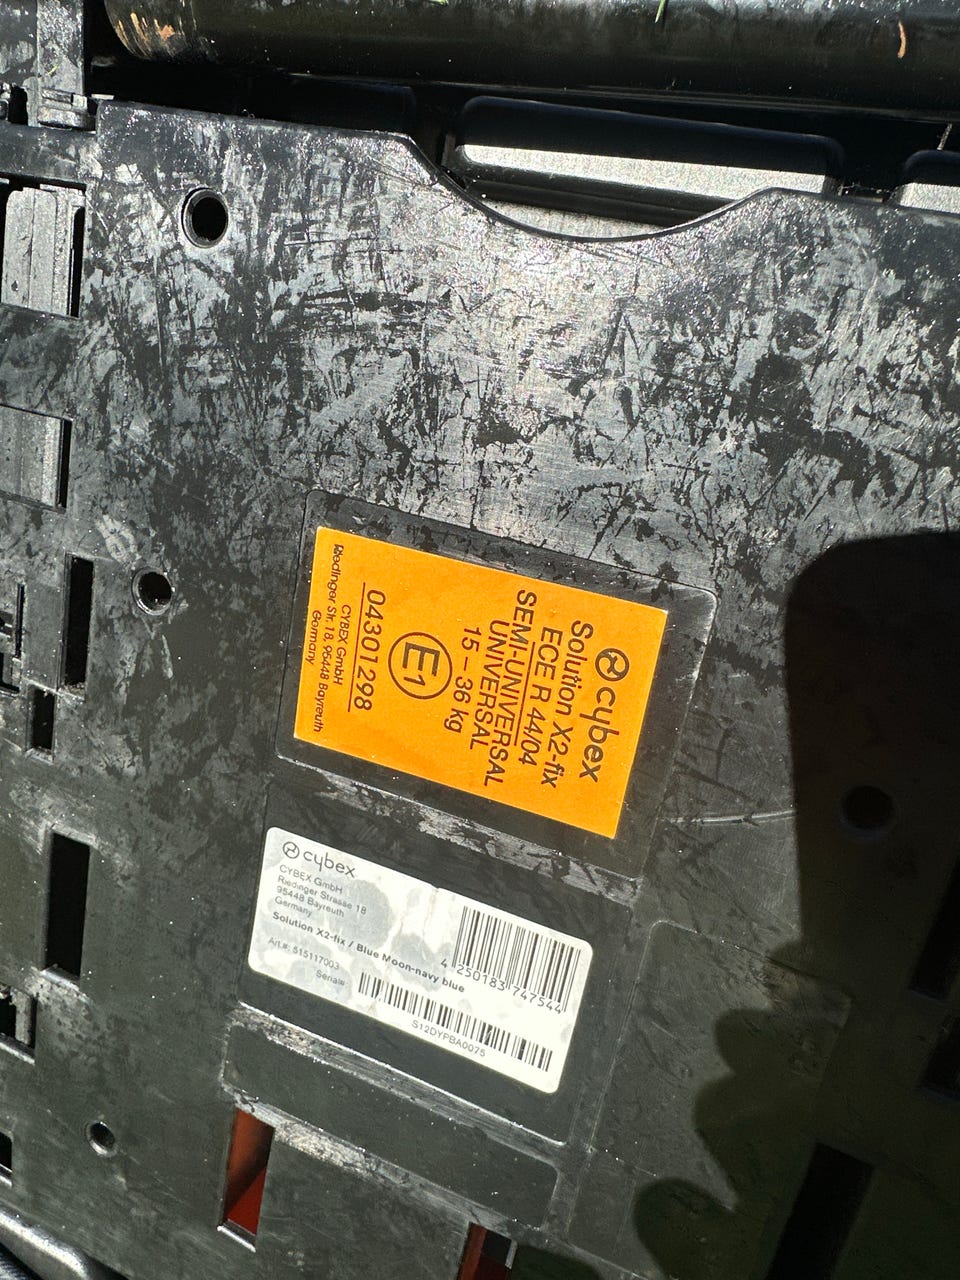 cybex
Solution X2-fix
ECE R 44/04
SEMI-UNIVERSAL
UNIVERSAL
15 – 36 kg
E1
04301298
CYBEX GmbH
Riedinger Str. 18, 95448 Bayreuth
Germany
cybex
CYBEX GmbH
Riedinger Strasse 18
95448 Bayreuth
Germany
Solution X2-fix / Blue Moon-navy blue
Art.#: 515117003
4 250183 747544
Serial#:
S12DYPBA0075